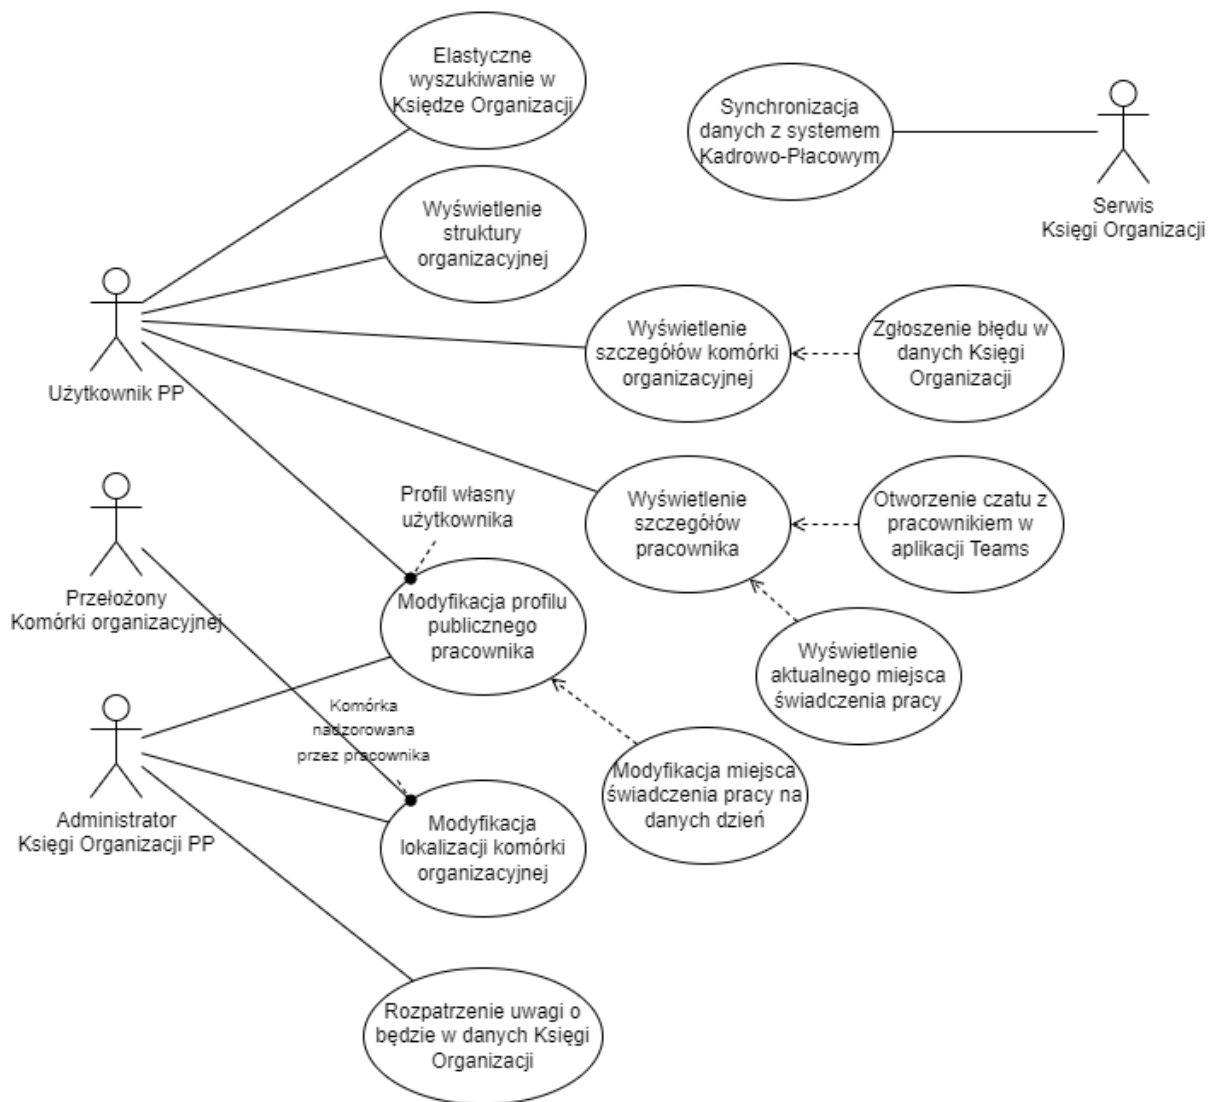 Elastyczne
wyszukiwanie w
Księdze Organizacji
Synchronizacja
danych z systemem
Kadrowo-Płacowym
Serwis
Księgi Organizacji
Wyświetlenie
struktury
organizacyjnej
Użytkownik PP
Wyświetlenie
szczegółów komórki
organizacyjnej
Zgłoszenie błędu w
danych Księgi
Organizacji
Profil własny
użytkownika
Wyświetlenie
szczegółów
pracownika
Otworzenie czatu z
pracownikiem w
aplikacji Teams
Przełożony
Komórki organizacyjnej
Modyfikacja profilu
publicznego
pracownika
Wyświetlenie
aktualnego miejsca
świadczenia pracy
Komórka
nadzorowana
przez pracownika
Modyfikacja miejsca
świadczenia pracy na
danych dzień
Administrator
Księgi Organizacji PP
Modyfikacja
lokalizacji komórki
organizacyjnej
Rozpatrzenie uwagi o
będzie w danych Księgi
Organizacji